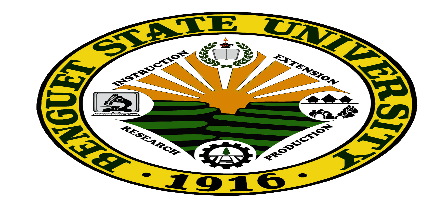 BENGUET STATE UNIVERSITY
INSTRUCTION
EXTENSION
RESEARCH
PRODUCTION
· 1916 ·